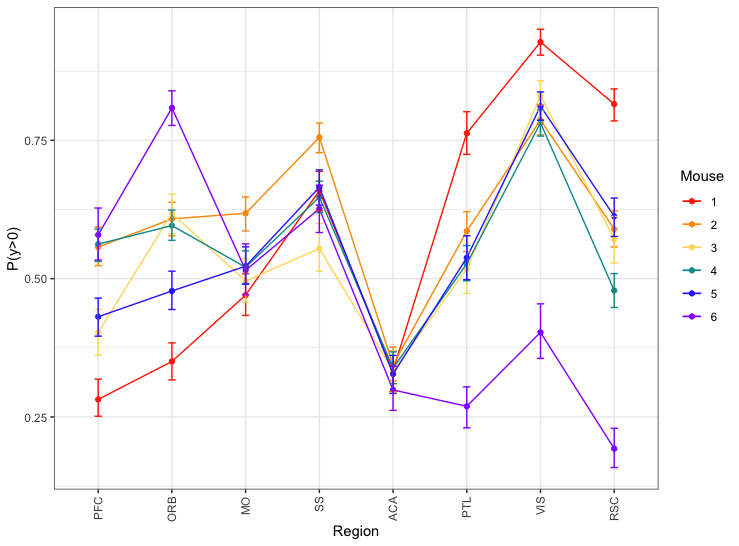 P(y>0)
0.75
0.50
0.25
PFC
ORB
MO
SS
ACA
PTL
VIS
RSC
Region
Mouse
1
2
3
4
5
6